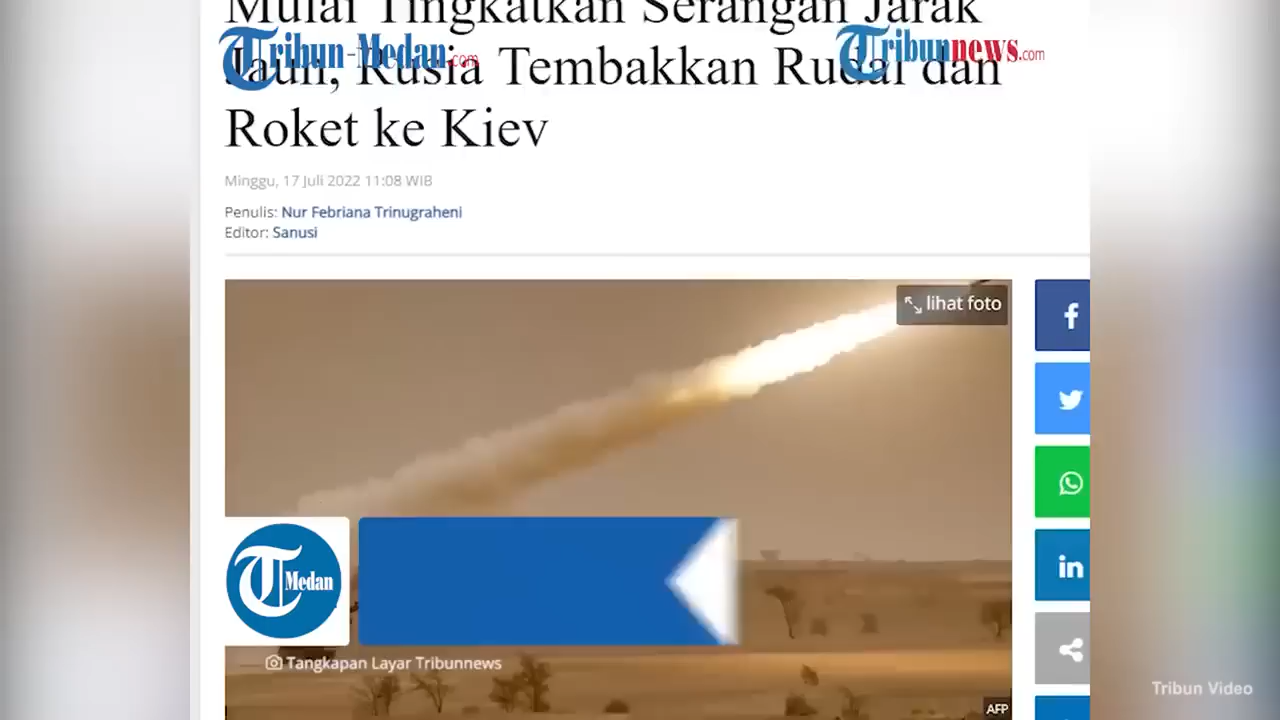 Mulai Tingkatkan Serangan Jarak
Tribun-Medan.com
Tribunnews.com
Jauh, Rusia Tembakkan Rudal dan
Roket ke Kiev
Minggu, 17 Juli 2022 11:08 WIB
Penulis: Nur Febriana Trinugraheni
Editor: Sanusi
lihat foto
T Medan
Tangkapan Layar Tribunnews
Tribun Video
AFP